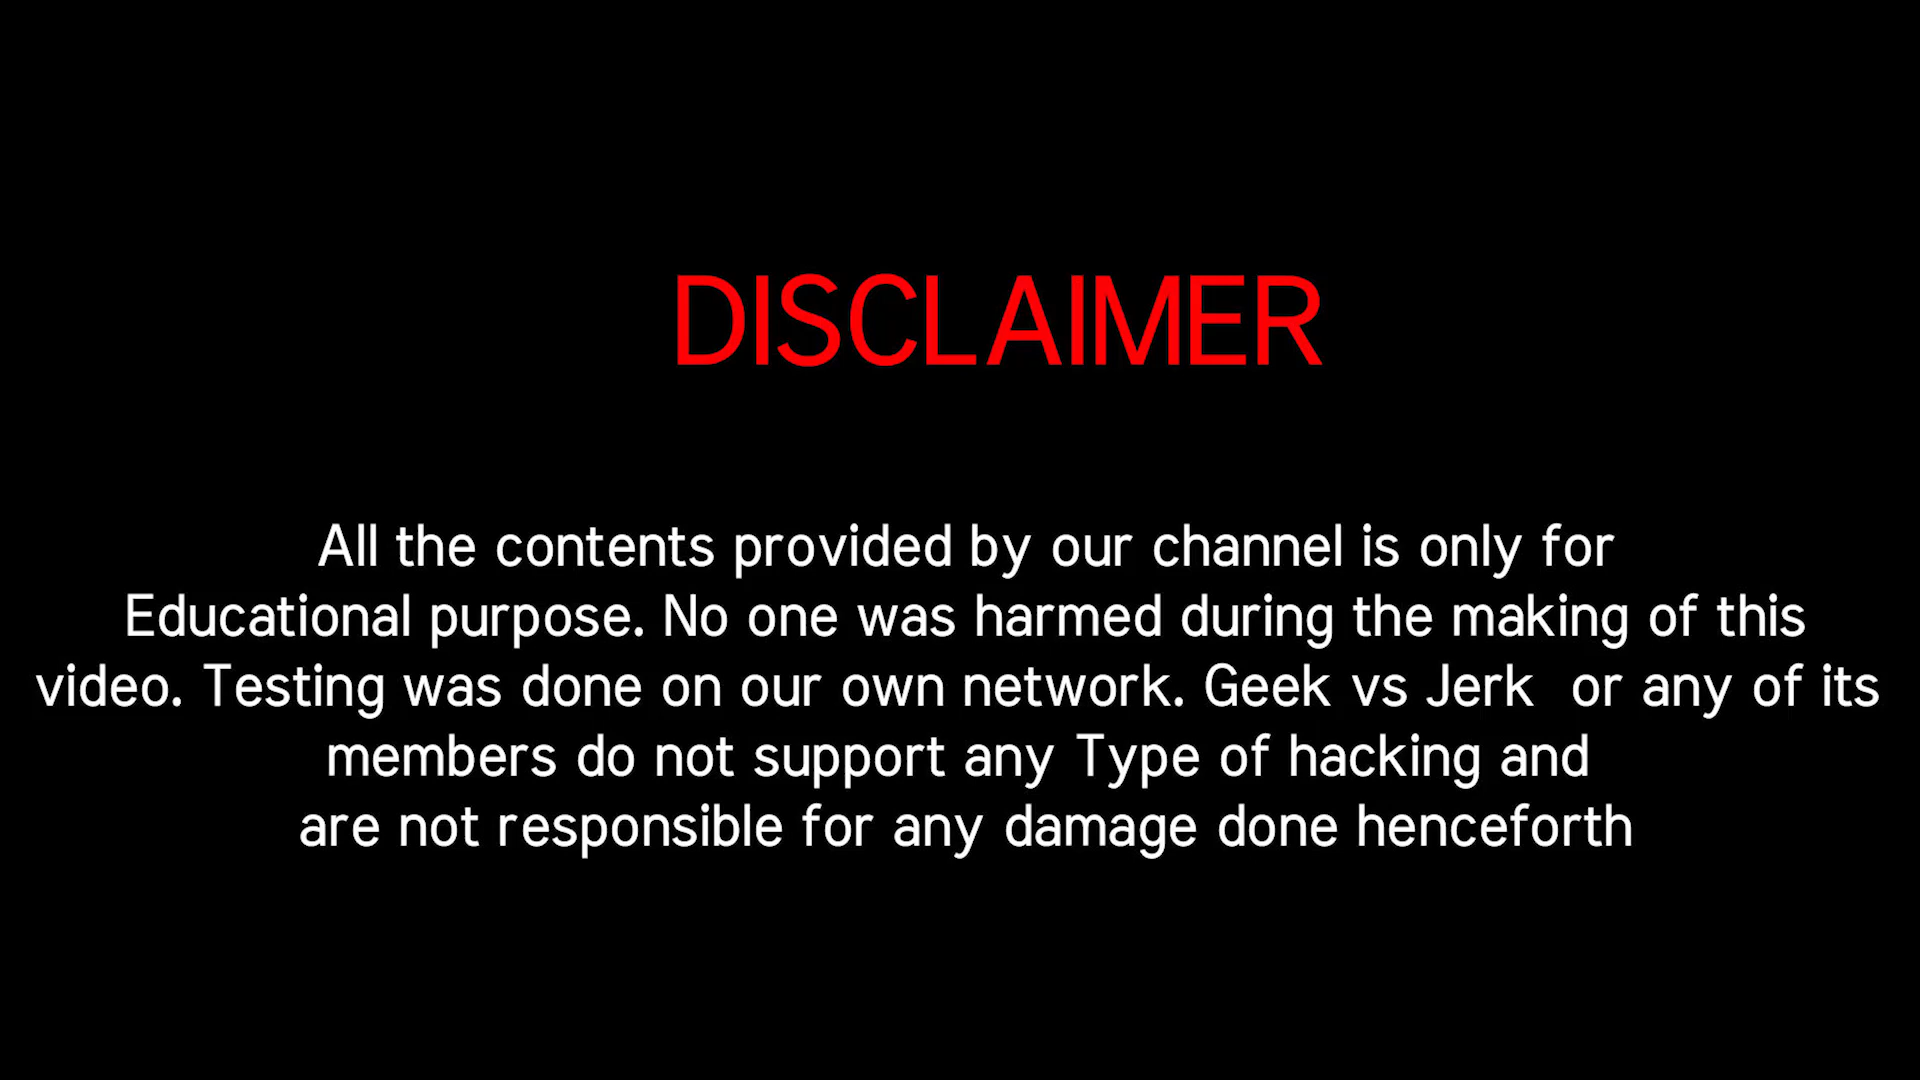 DISCLAIMER
All the contents provided by our channel is only for
Educational purpose. No one was harmed during the making of this
video. Testing was done on our own network. Geek vs Jerk  or any of its
members do not support any Type of hacking and
are not responsible for any damage done henceforth